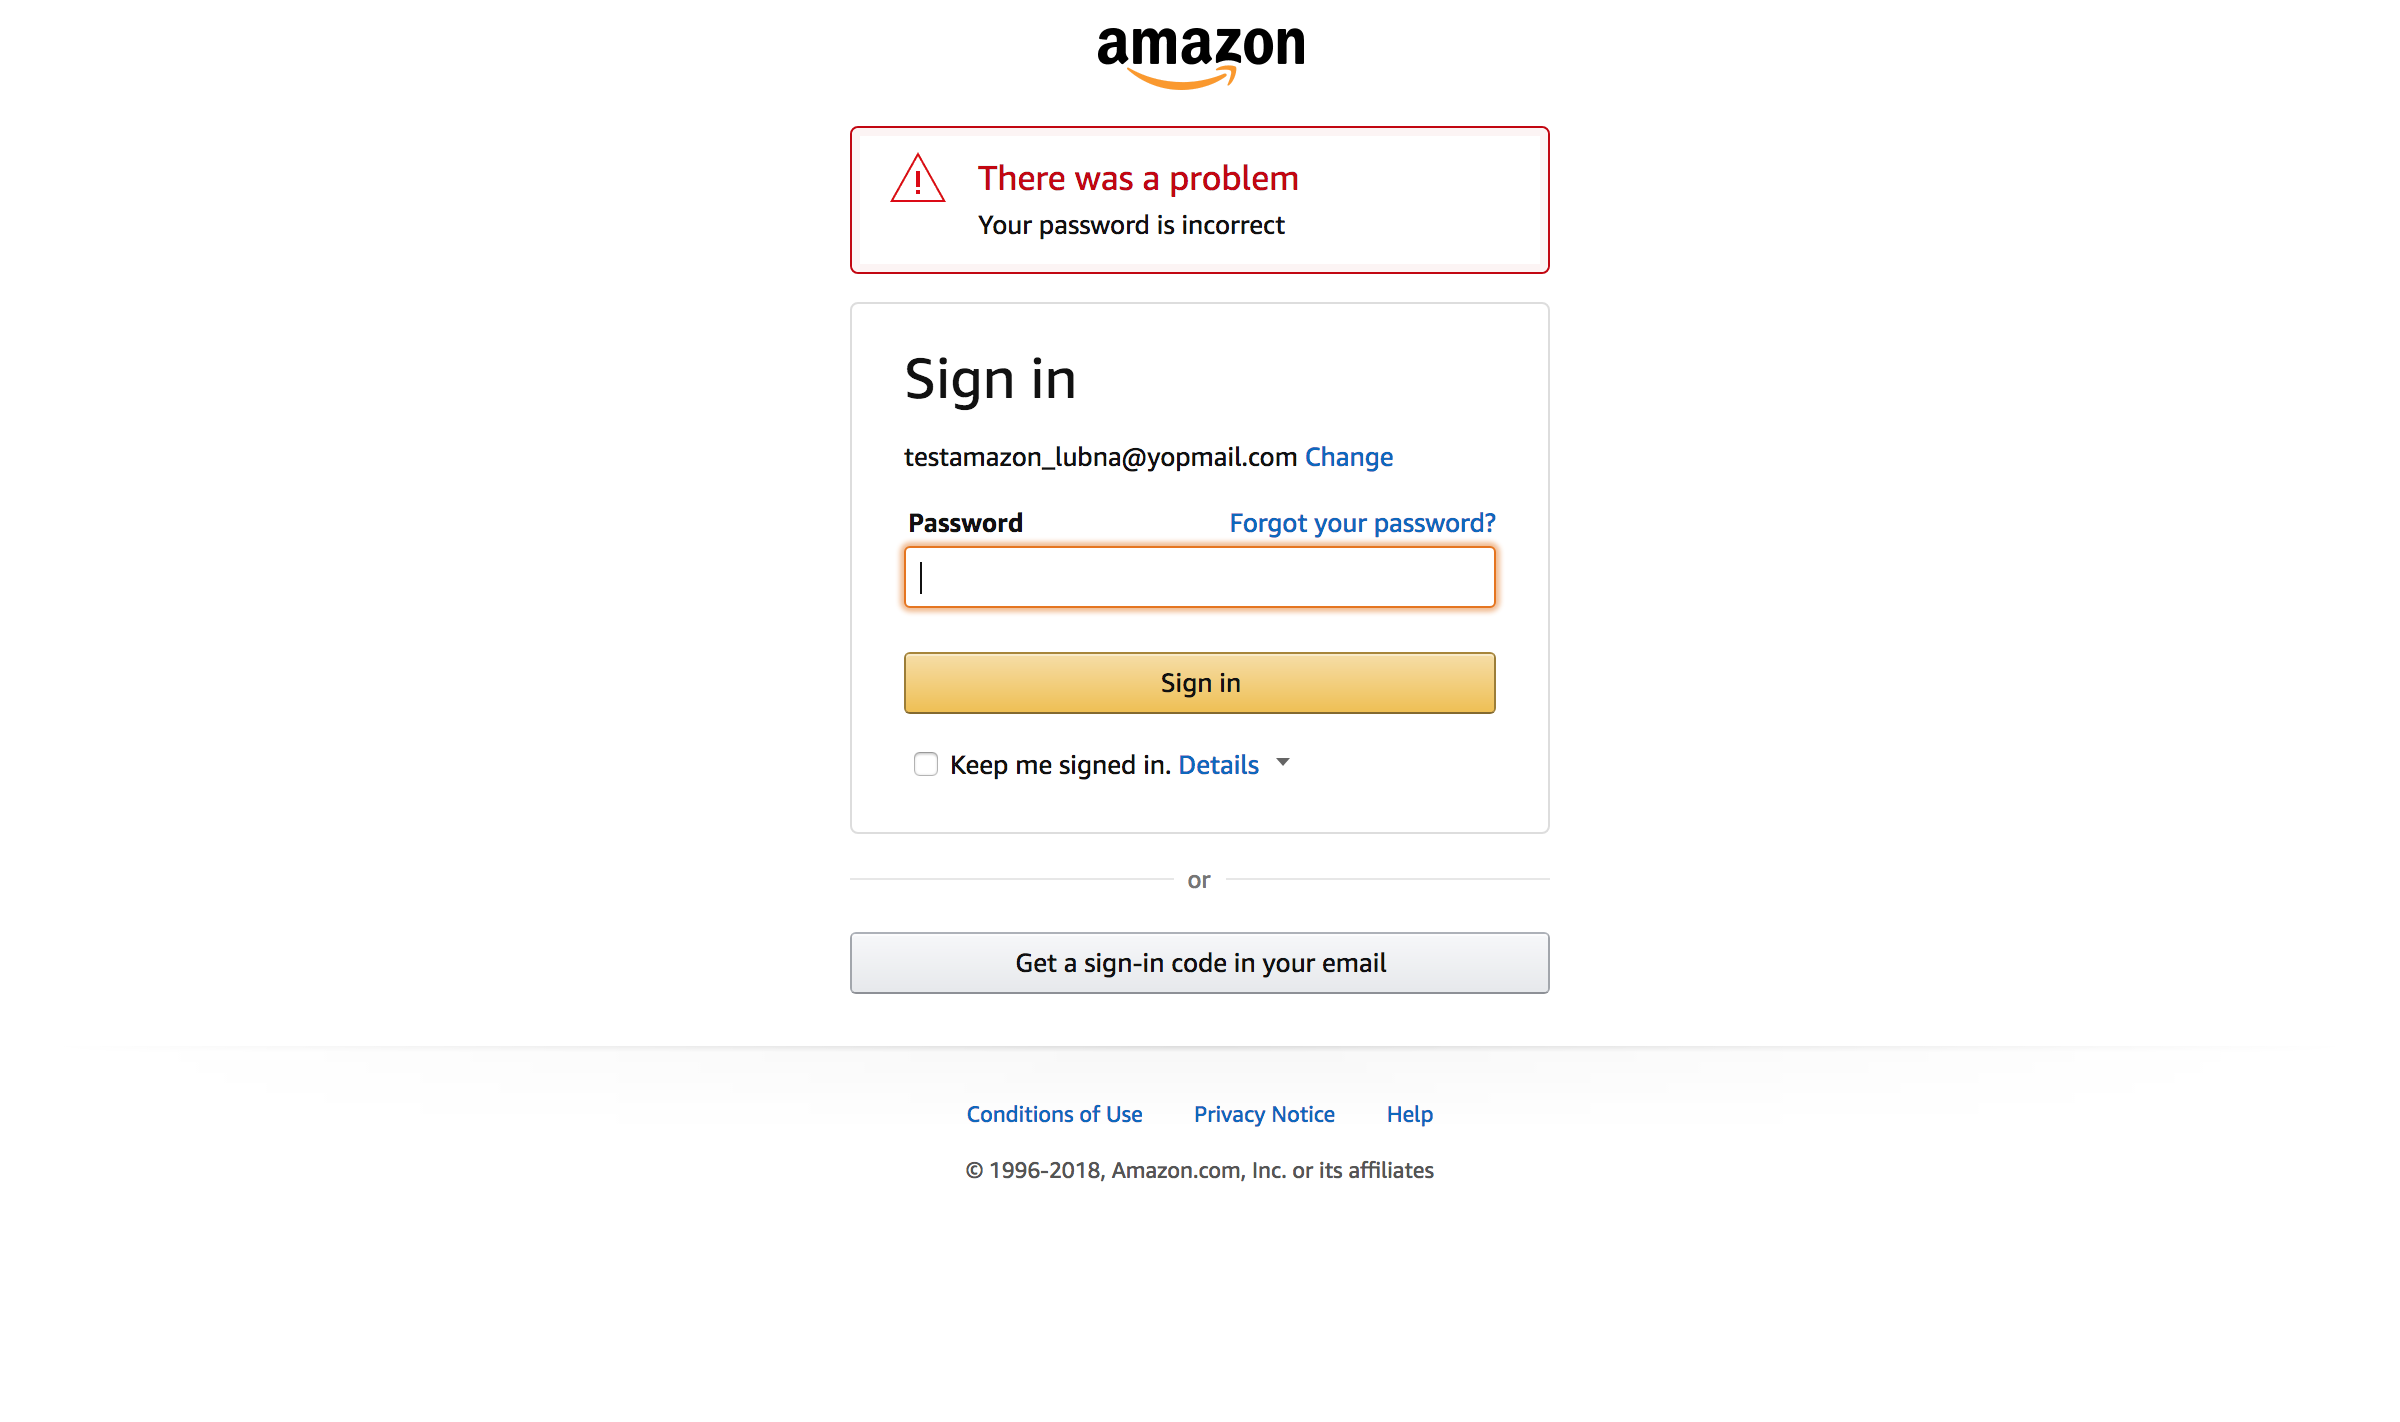 amazon
There was a problem
Your password is incorrect
Sign in
testamazon_lubna@yopmail.com Change
Password Forgot your password?
Sign in
Keep me signed in. Details
or
Get a sign-in code in your email
Conditions of Use Privacy Notice Help
© 1996-2018, Amazon.com, Inc. or its affiliates